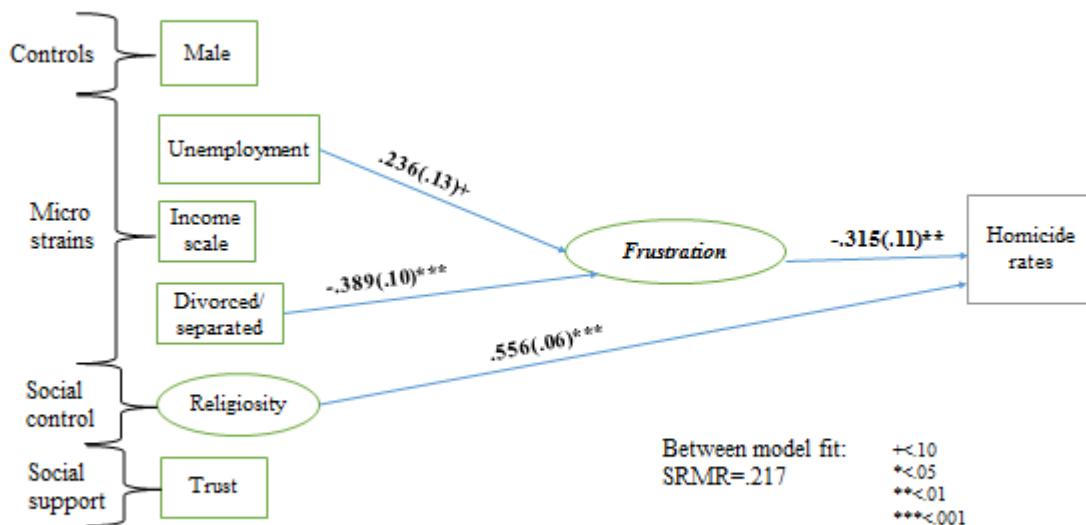 Controls
Male
Unemployment
.236(.13)+
Micro
strains
Income
scale
Frustration
-.315(.11)**
Homicide
rates
Divorced/
separated
-.389(.10)***
.556(.06)***
Social
control
Religiosity
Between model fit:
SRMR=.217
+<.10
*<.05
**<.01
***<.001
Social
support
Trust